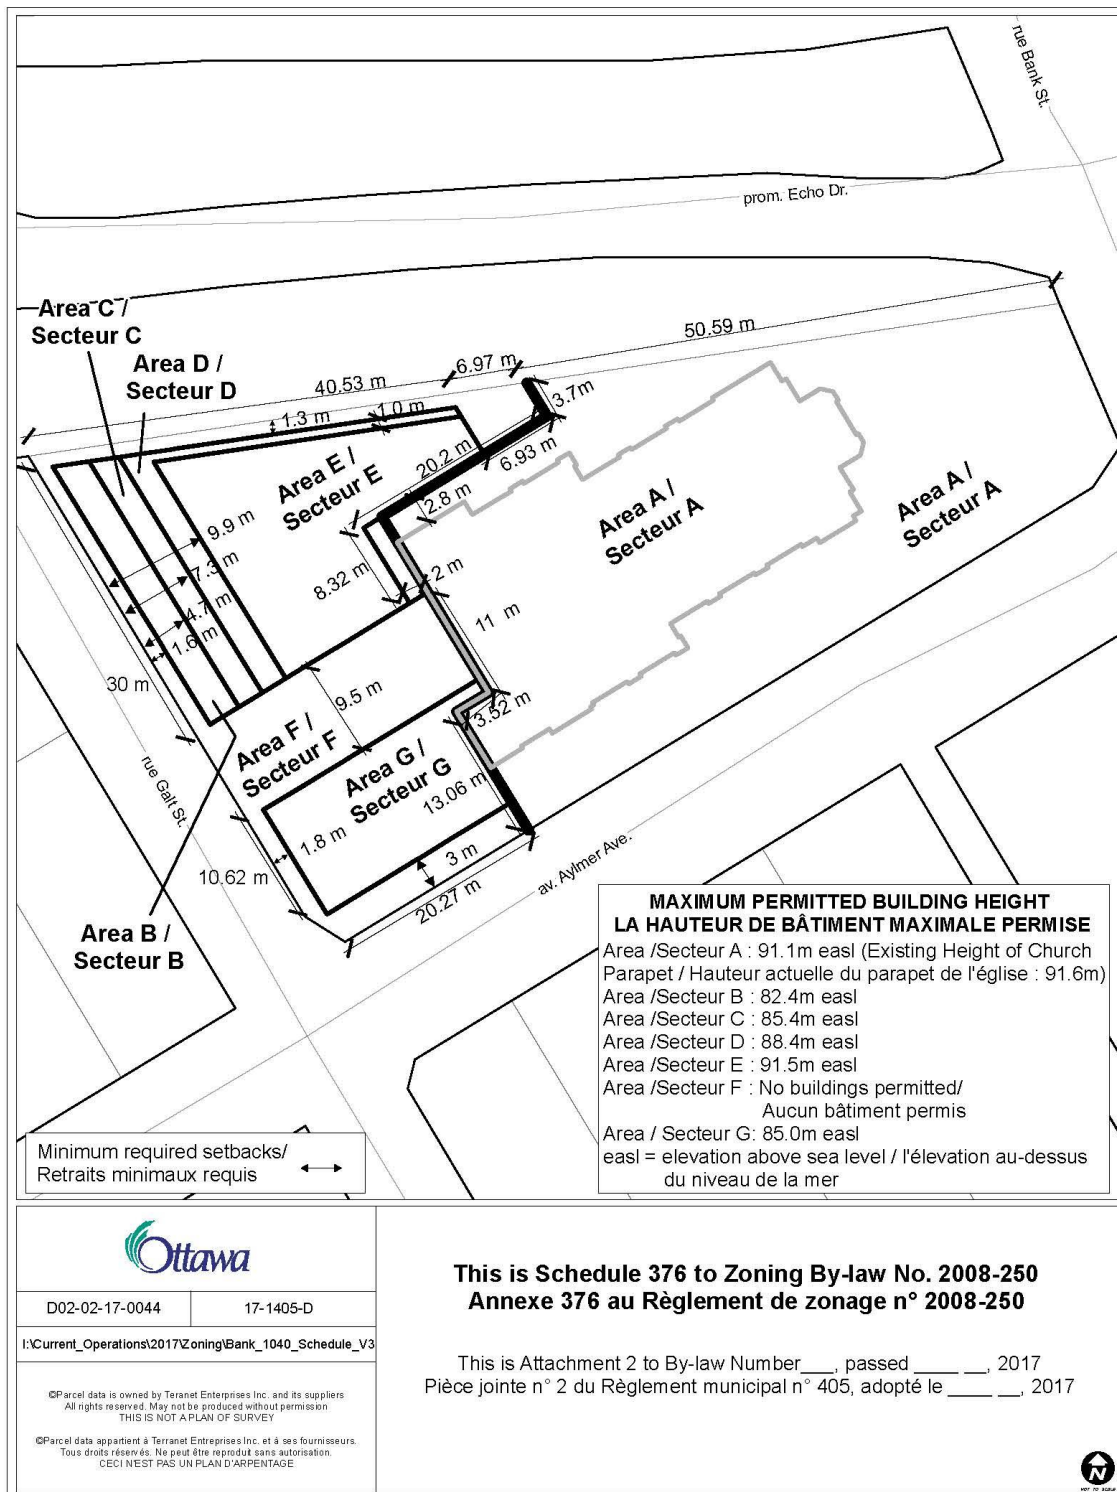 rue Bank St.
prom. Echo Dr.
Area C /
Secteur C
Area D /
Secteur D
50.59 m
6.97 m
40.53 m
3.7m
1.3 m
1.0 m
20.2 m
6.93 m
Area E /
Secteur E
2.8 m
Area A /
Secteur A
Area A /
Secteur A
9.9 m
7.3 m
4.7 m
1.6 m
8.32 m
2 m
11 m
30 m
9.5 m
3.52 m
Area F /
Secteur F
Area G /
Secteur G
13.06 m
rue Galt St.
1.8 m
3 m
10.62 m
20.27 m
av. Aylmer Ave.
Area B /
Secteur B
MAXIMUM PERMITTED BUILDING HEIGHT
LA HAUTEUR DE BÂTIMENT MAXIMALE PERMISE
Area /Secteur A : 91.1m easl (Existing Height of Church
Parapet / Hauteur actuelle du parapet de l'église : 91.6m)
Area /Secteur B : 82.4m easl
Area /Secteur C : 85.4m easl
Area /Secteur D : 88.4m easl
Area /Secteur E : 91.5m easl
Area /Secteur F : No buildings permitted/
Aucun bâtiment permis
Area / Secteur G: 85.0m easl
easl = elevation above sea level / l'élévation au-dessus
du niveau de la mer
Minimum required setbacks/
Retraits minimaux requis
Ottawa
D02-02-17-0044
17-1405-D
I:\Current_Operations\2017\Zoning\Bank_1040_Schedule_V3
©Parcel data is owned by Teranet Enterprises Inc. and its suppliers
All rights reserved. May not be produced without permission
THIS IS NOT A PLAN OF SURVEY
©Parcel data appartient à Terranet Entreprises Inc. et à ses fournisseurs.
Tous droits réservés. Ne peut être reproduit sans autorisation.
CECI N'EST PAS UN PLAN D'ARPENTAGE
This is Schedule 376 to Zoning By-law No. 2008-250
Annexe 376 au Règlement de zonage n° 2008-250
This is Attachment 2 to By-law Number___, passed ____ __, 2017
Pièce jointe n° 2 du Règlement municipal n° 405, adopté le ____ __, 2017
N
NOT TO SCALE